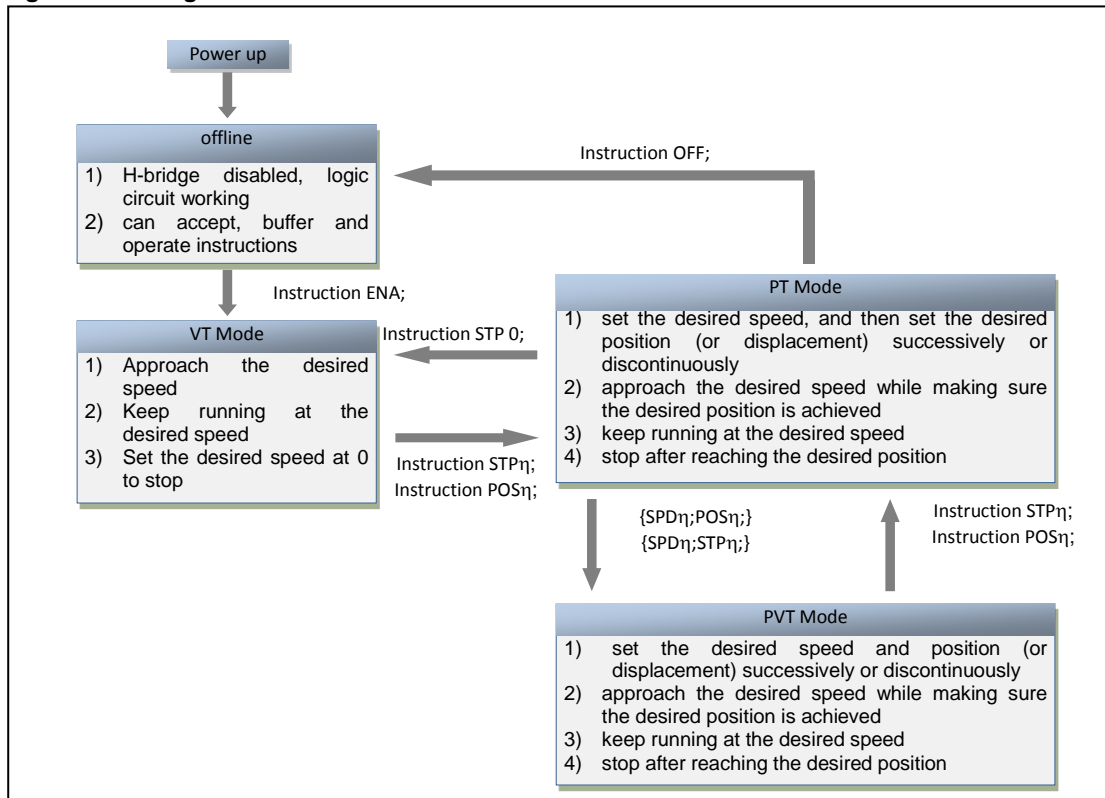 Power up
offline
1) H-bridge disabled, logic
circuit working
2) can accept, buffer and
operate instructions
Instruction OFF;
Instruction ENA;
VT Mode
1) Approach the desired
speed
2) Keep running at the
desired speed
3) Set the desired speed at 0
to stop
Instruction STP 0;
Instruction STPη;
Instruction POSη;
PT Mode
1) set the desired speed, and then set the desired
position (or displacement) successively or
discontinuously
2) approach the desired speed while making sure
the desired position is achieved
3) keep running at the desired speed
4) stop after reaching the desired position
{SPDη;POSη;}
{SPDη;STPη;}
Instruction STPη;
Instruction POSη;
PVT Mode
1) set the desired speed and position (or
displacement) successively or discontinuously
2) approach the desired speed while making sure
the desired position is achieved
3) keep running at the desired speed
4) stop after reaching the desired position